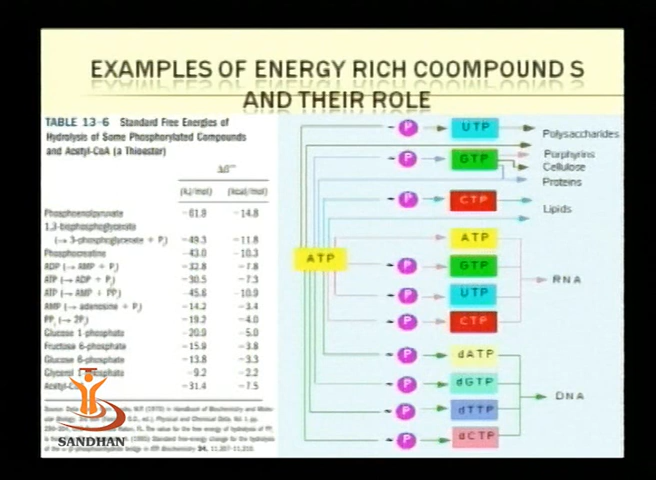 EXAMPLES OF ENERGY RICH COOMPOUND S
AND THEIR ROLE
TABLE 13-6 Standard Free Energies of
Hydrolysis of Some Phosphorylated Compounds
and Acetyl-CoA (a Thioester)
(kJ/mol) (kcal/mol)
Phosphoenolpyruvate -61.9 -14.8
1,3-bisphosphoglycerate
(→ 3-phosphoglycerate + Pi) -49.3 -11.8
Phosphocreatine -43.0 -10.3
ADP (→ AMP + Pi) -32.8 -7.8
ATP (→ ADP + Pi) -30.5 -7.3
ATP (→ AMP + PPi) -45.6 -10.9
AMP (→ adenosine + Pi) -14.2 -3.4
PPi (→ 2Pi) -19.2 -4.0
Glucose 1-phosphate -20.9 -5.0
Fructose 6-phosphate -15.9 -3.8
Glucose 6-phosphate -13.8 -3.3
Glycerol 1-phosphate -9.2 -2.2
Acetyl-CoA -31.4 -7.5
SANDHAN
ATP
~ P UTP Polysaccharides
~ P GTP Porphyrins
Cellulose
Proteins
~ P CTP Lipids
ATP
~ P GTP RNA
~ P UTP
~ P CTP
~ P dATP
~ P dGTP DNA
~ P dTTP
~ P dCTP